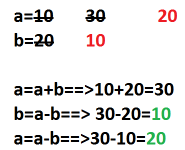 a=10 30 20
b=20 10
a=a+b==>10+20=30
b=a-b==> 30-20=10
a=a-b==>30-10=20